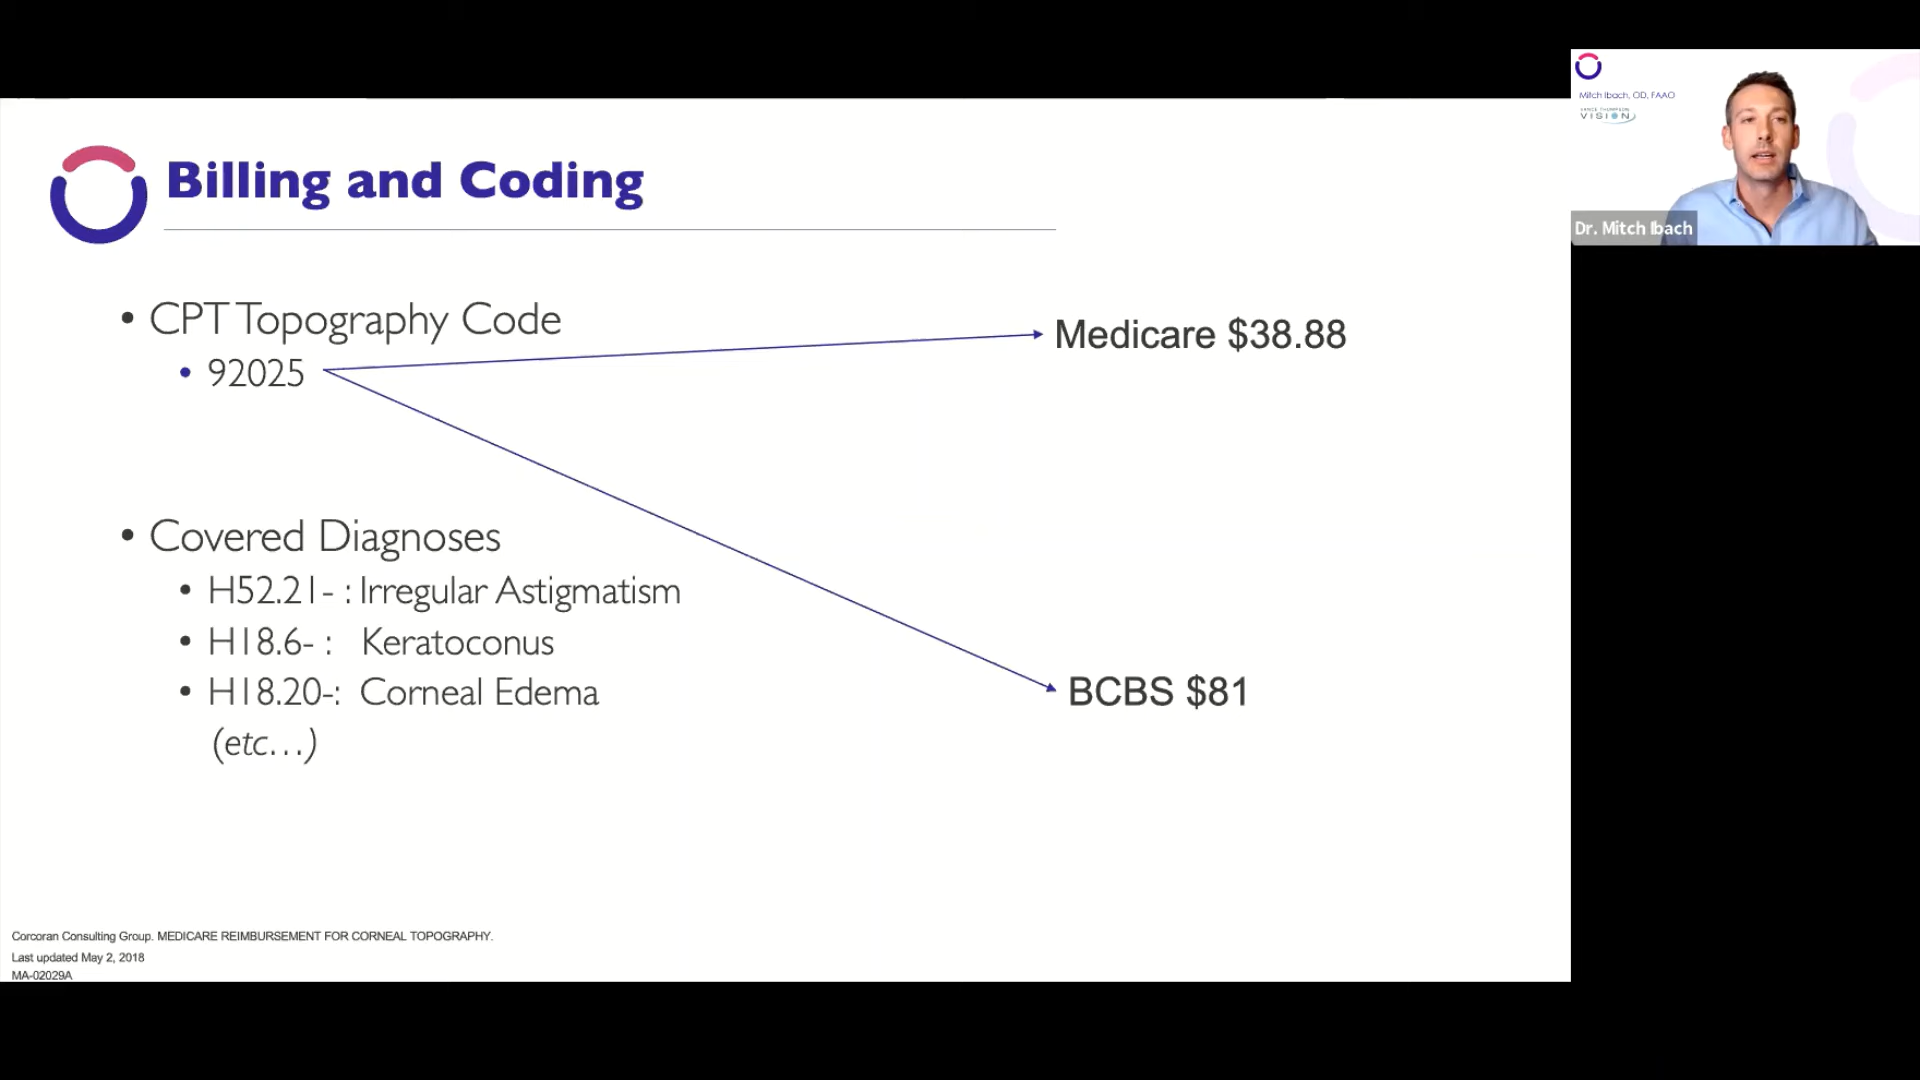 Billing and Coding
• CPT Topography Code
• 92025
Medicare $38.88
• Covered Diagnoses
• H52.21- : Irregular Astigmatism
• H18.6- : Keratoconus
• H18.20-: Corneal Edema
(etc…)
BCBS $81
Corcoran Consulting Group. MEDICARE REIMBURSEMENT FOR CORNEAL TOPOGRAPHY.
Last updated May 2, 2018
MA-02029A
Mitch Ibach, OD, FAAO
VANCE THOMPSON
VISION
Dr. Mitch Ibach